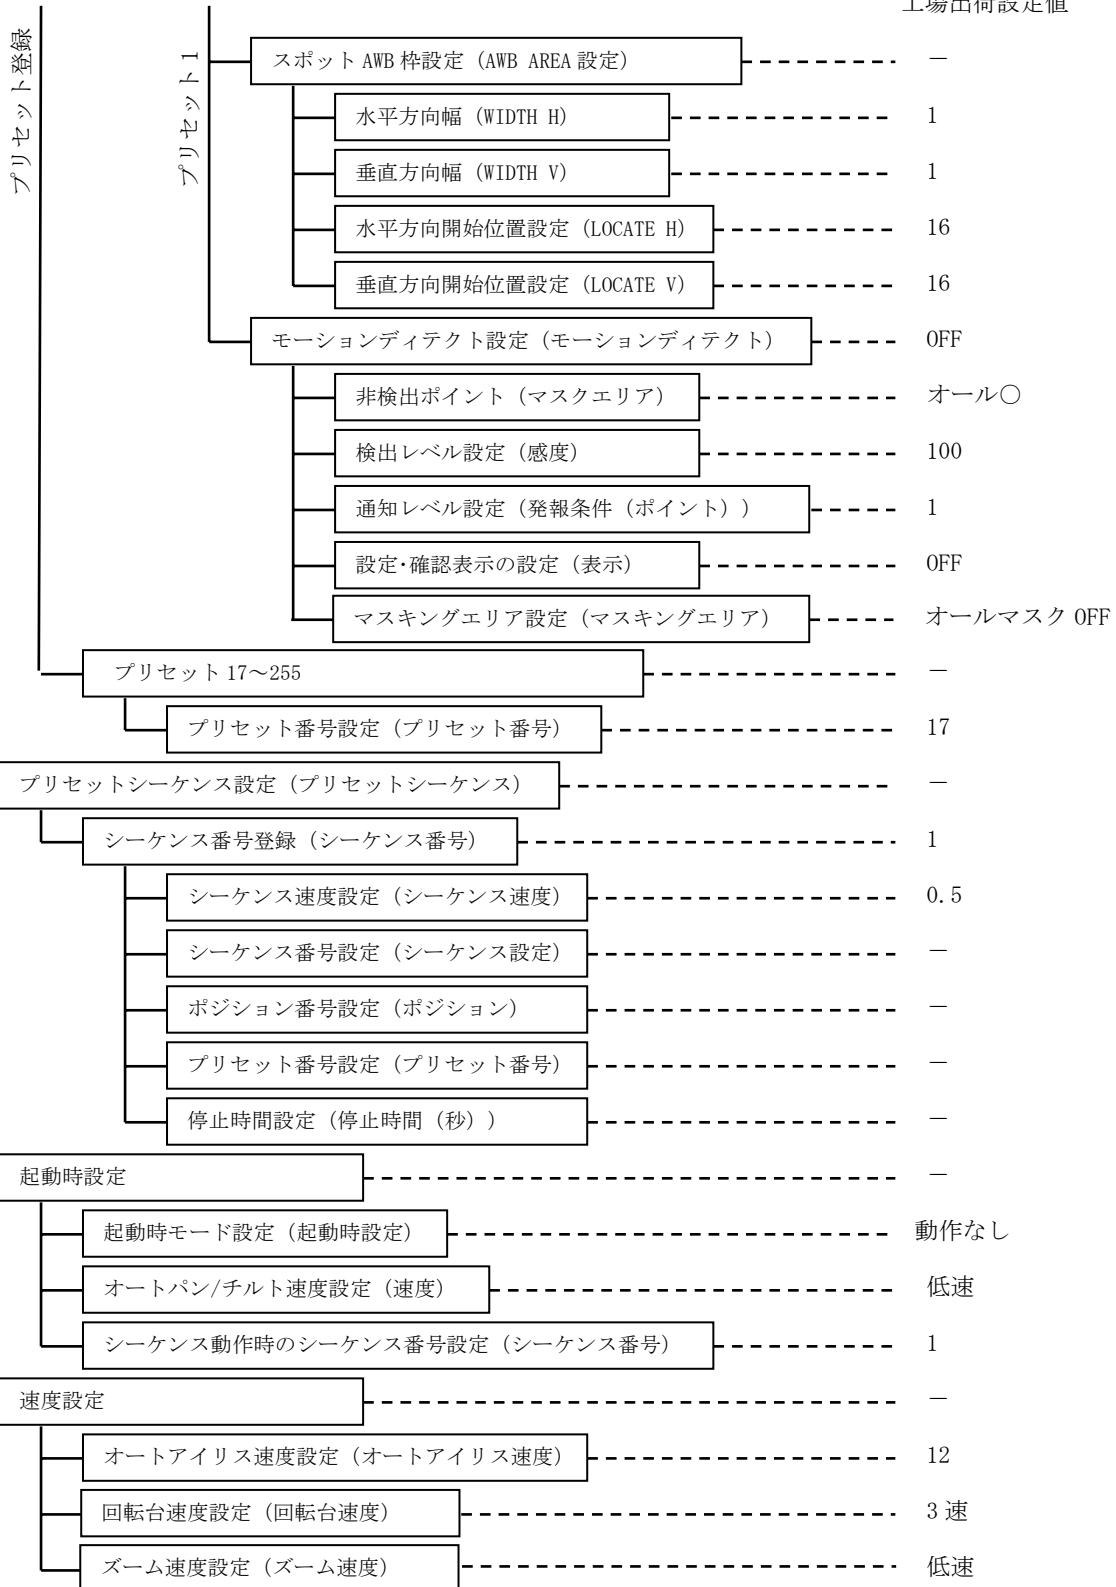 工場出荷設定値
プリセット登録
プリセット1
スポット AWB 枠設定（AWB AREA 設定） －
水平方向幅（WIDTH H） 1
垂直方向幅（WIDTH V） 1
水平方向開始位置設定（LOCATE H） 16
垂直方向開始位置設定（LOCATE V） 16
モーションディテクト設定（モーションディテクト） OFF
非検出ポイント（マスクエリア） オール○
検出レベル設定（感度） 100
通知レベル設定（発報条件（ポイント）） 1
設定･確認表示の設定（表示） OFF
マスキングエリア設定（マスキングエリア） オールマスク OFF
プリセット 17～255 －
プリセット番号設定（プリセット番号） 17
プリセットシーケンス設定（プリセットシーケンス） －
シーケンス番号登録（シーケンス番号） 1
シーケンス速度設定（シーケンス速度） 0.5
シーケンス番号設定（シーケンス設定） －
ポジション番号設定（ポジション） －
プリセット番号設定（プリセット番号） －
停止時間設定（停止時間（秒）） －
起動時設定 －
起動時モード設定（起動時設定） 動作なし
オートパン/チルト速度設定（速度） 低速
シーケンス動作時のシーケンス番号設定（シーケンス番号） 1
速度設定 －
オートアイリス速度設定（オートアイリス速度） 12
回転台速度設定（回転台速度） 3 速
ズーム速度設定（ズーム速度） 低速